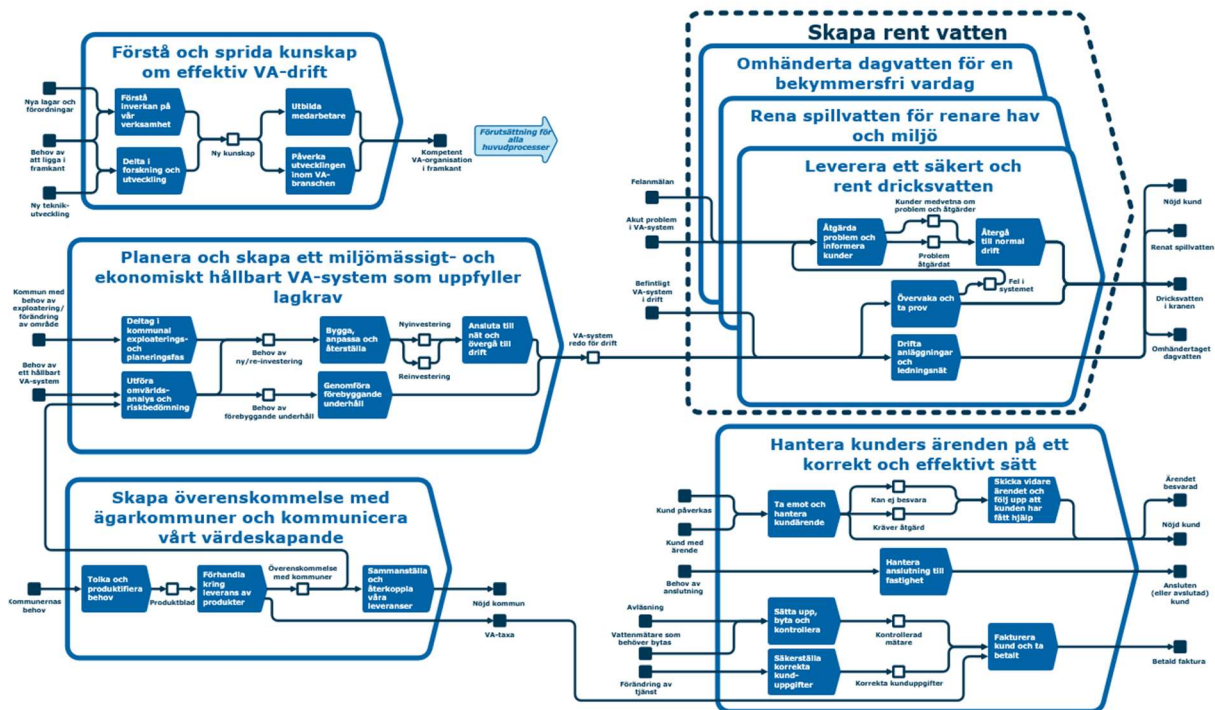 Förstå och sprida kunskap
om effektiv VA-drift
Nya lagar och
förordningar
Behov av
att ligga i
framkant
Ny teknik-
utveckling
Förstå
inverkan på
vår
verksamhet
Delta i
forskning och
utveckling
Ny kunskap
Utbilda
medarbetare
Påverka
utvecklingen
inom VA-
branschen
Kompetent
VA-organisation
i framkant
Förutsättning för
alla
huvudprocesser
Skapa rent vatten
Omhänderta dagvatten för en
bekymmersfri vardag
Rena spillvatten för renare hav
och miljö
Leverera ett säkert och
rent dricksvatten
Felanmälan
Akut problem
i VA-system
Befintligt
VA-system
i drift
Åtgärda
problem och
informera
kunder
Kunder medvetna om
problem och åtgärder
Problem
åtgärdat
Återgå
till normal
drift
Fel i
systemet
Övervaka och
ta prov
Drifta
anläggningar
och
ledningsnät
Nöjd kund
Renat spillvatten
Dricksvatten
i kranen
Omhändertaget
dagvatten
Planera och skapa ett miljömässigt- och
ekonomiskt hållbart VA-system som uppfyller
lagkrav
Kommun med
behov av
exploatering/
förändring
av område
Behov av
ett hållbart
VA-system
Deltag i
kommunal
exploaterings-
och
planeringsfas
Utföra
omvärlds-
analys och
riskbedömning
Behov av
ny/re-investering
Behov av
förebyggande underhåll
Bygga,
anpassa och
återställa
Genomföra
förebyggande
underhåll
Nyinvestering
Reinvestering
Ansluta till
nät och
övergå till
drift
VA-system
redo för drift
Skapa överenskommelse med
ägarkommuner och kommunicera
vårt värdeskapande
Kommunernas
behov
Tolka och
produktifiera
behov
Produktblad
Förhandla
kring
leverans av
produkter
Överenskommelse
med kommuner
Sammanställa
och
återkoppla
våra
leveranser
Nöjd kommun
VA-taxa
Hantera kunders ärenden på ett
korrekt och effektivt sätt
Kund påverkas
Kund med
ärende
Ta emot och
hantera
kundärende
Kan ej besvara
Kräver åtgärd
Skicka vidare
ärendet och
följ upp att
kunden har
fått hjälp
Ärendet
besvarad
Nöjd kund
Behov av
anslutning
Hantera
anslutning till
fastighet
Ansluten
(eller avslutad)
kund
Avläsning
Vattenmätare som
behöver bytas
Sätta upp,
byta och
kontrollera
Kontrollerad
mätare
Förändring av
tjänst
Säkerställa
korrekta
kund-
uppgifter
Korrekta kunduppgifter
Fakturera
kund och ta
betalt
Betald faktura